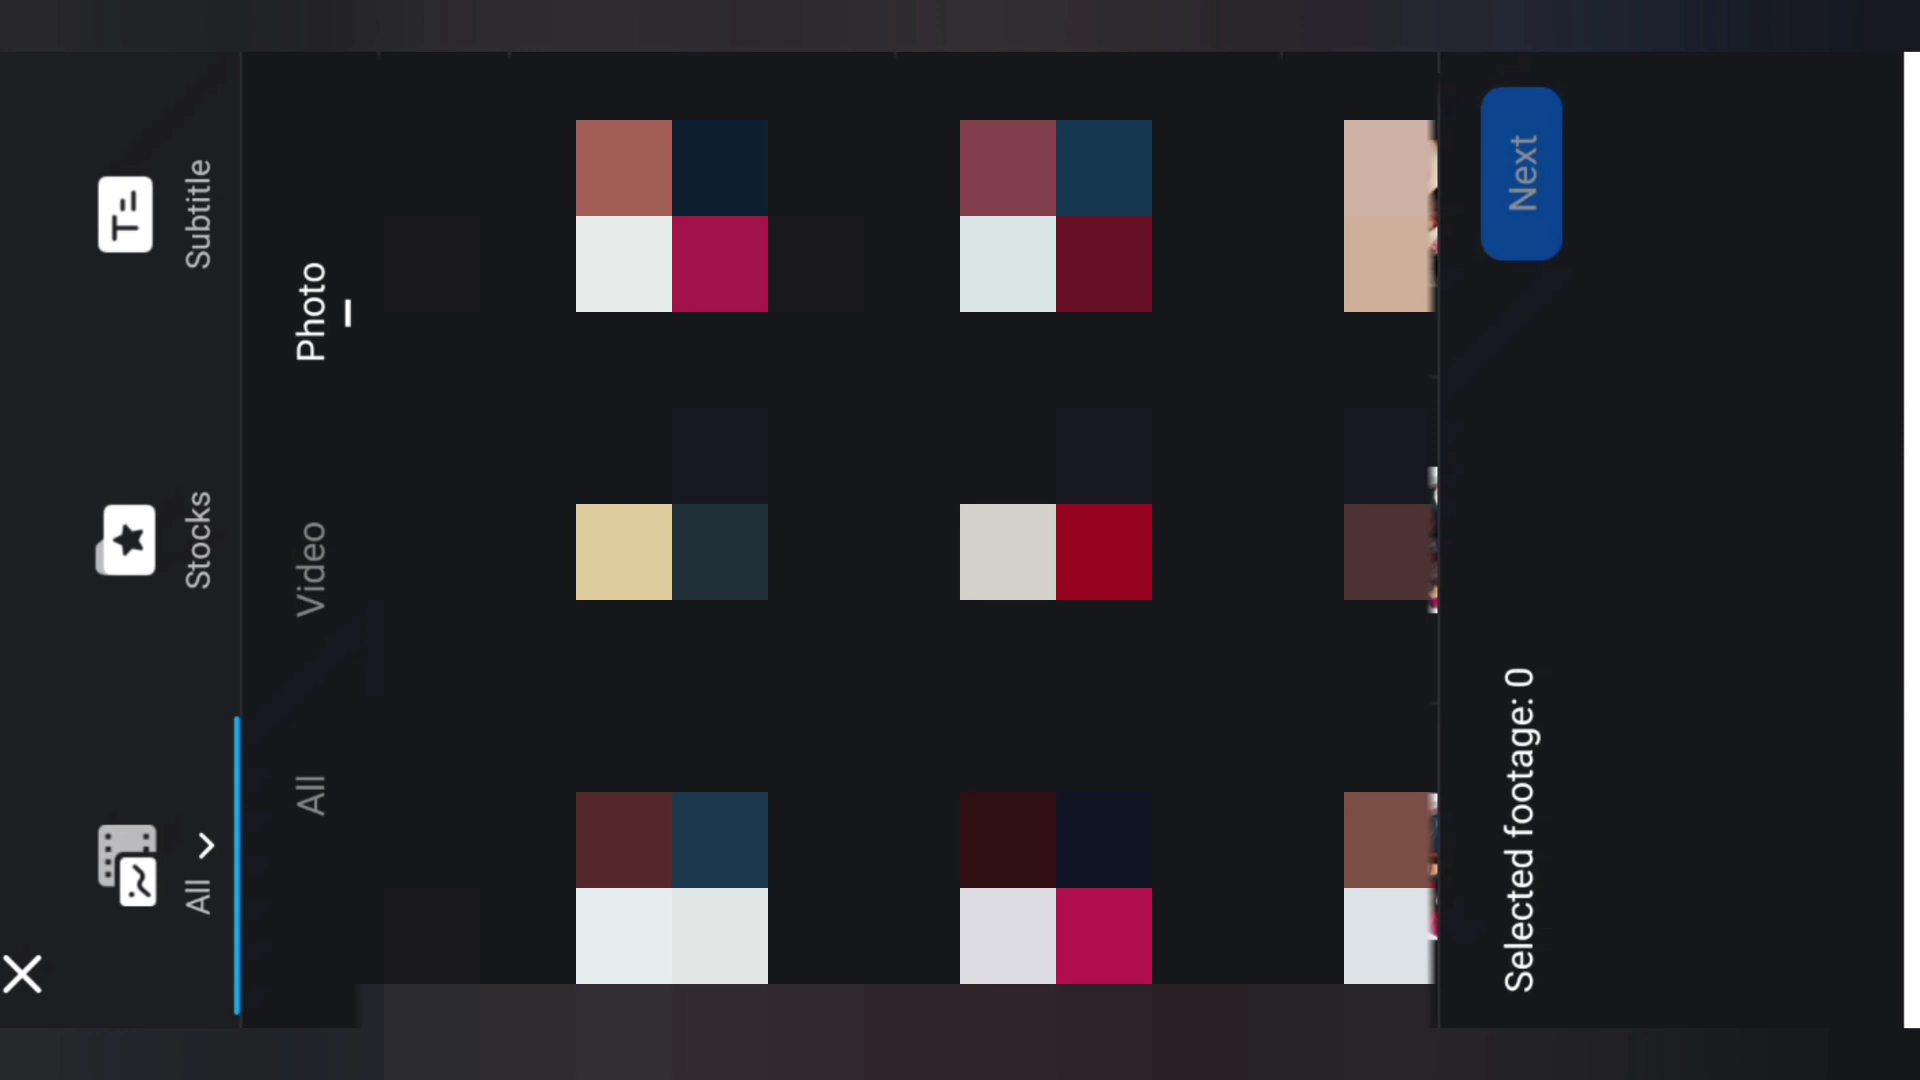 All
Stocks
Subtitle
All
Video
Photo
Selected footage: 0
Next